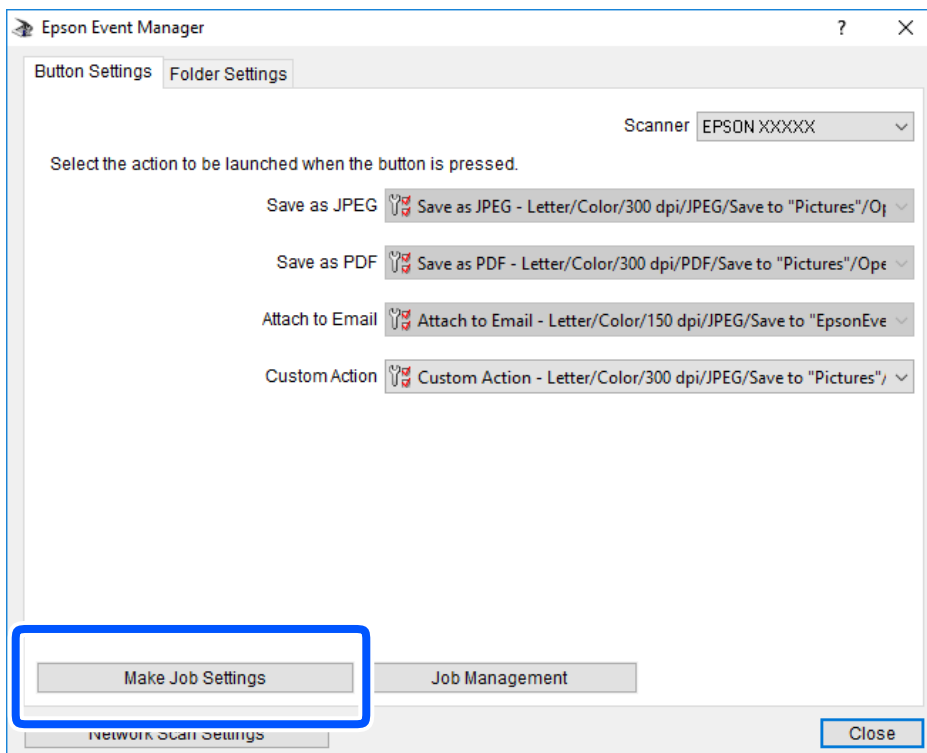 Epson Event Manager
Button Settings Folder Settings
Scanner EPSON XXXXX
Select the action to be launched when the button is pressed.
Save as JPEG Save as JPEG - Letter/Color/300 dpi/JPEG/Save to "Pictures"/Op
Save as PDF Save as PDF - Letter/Color/300 dpi/PDF/Save to "Pictures"/Ope
Attach to Email Attach to Email - Letter/Color/150 dpi/JPEG/Save to "EpsonEve
Custom Action Custom Action - Letter/Color/300 dpi/JPEG/Save to "Pictures"/
Make Job Settings Job Management
Network Scan Settings Close